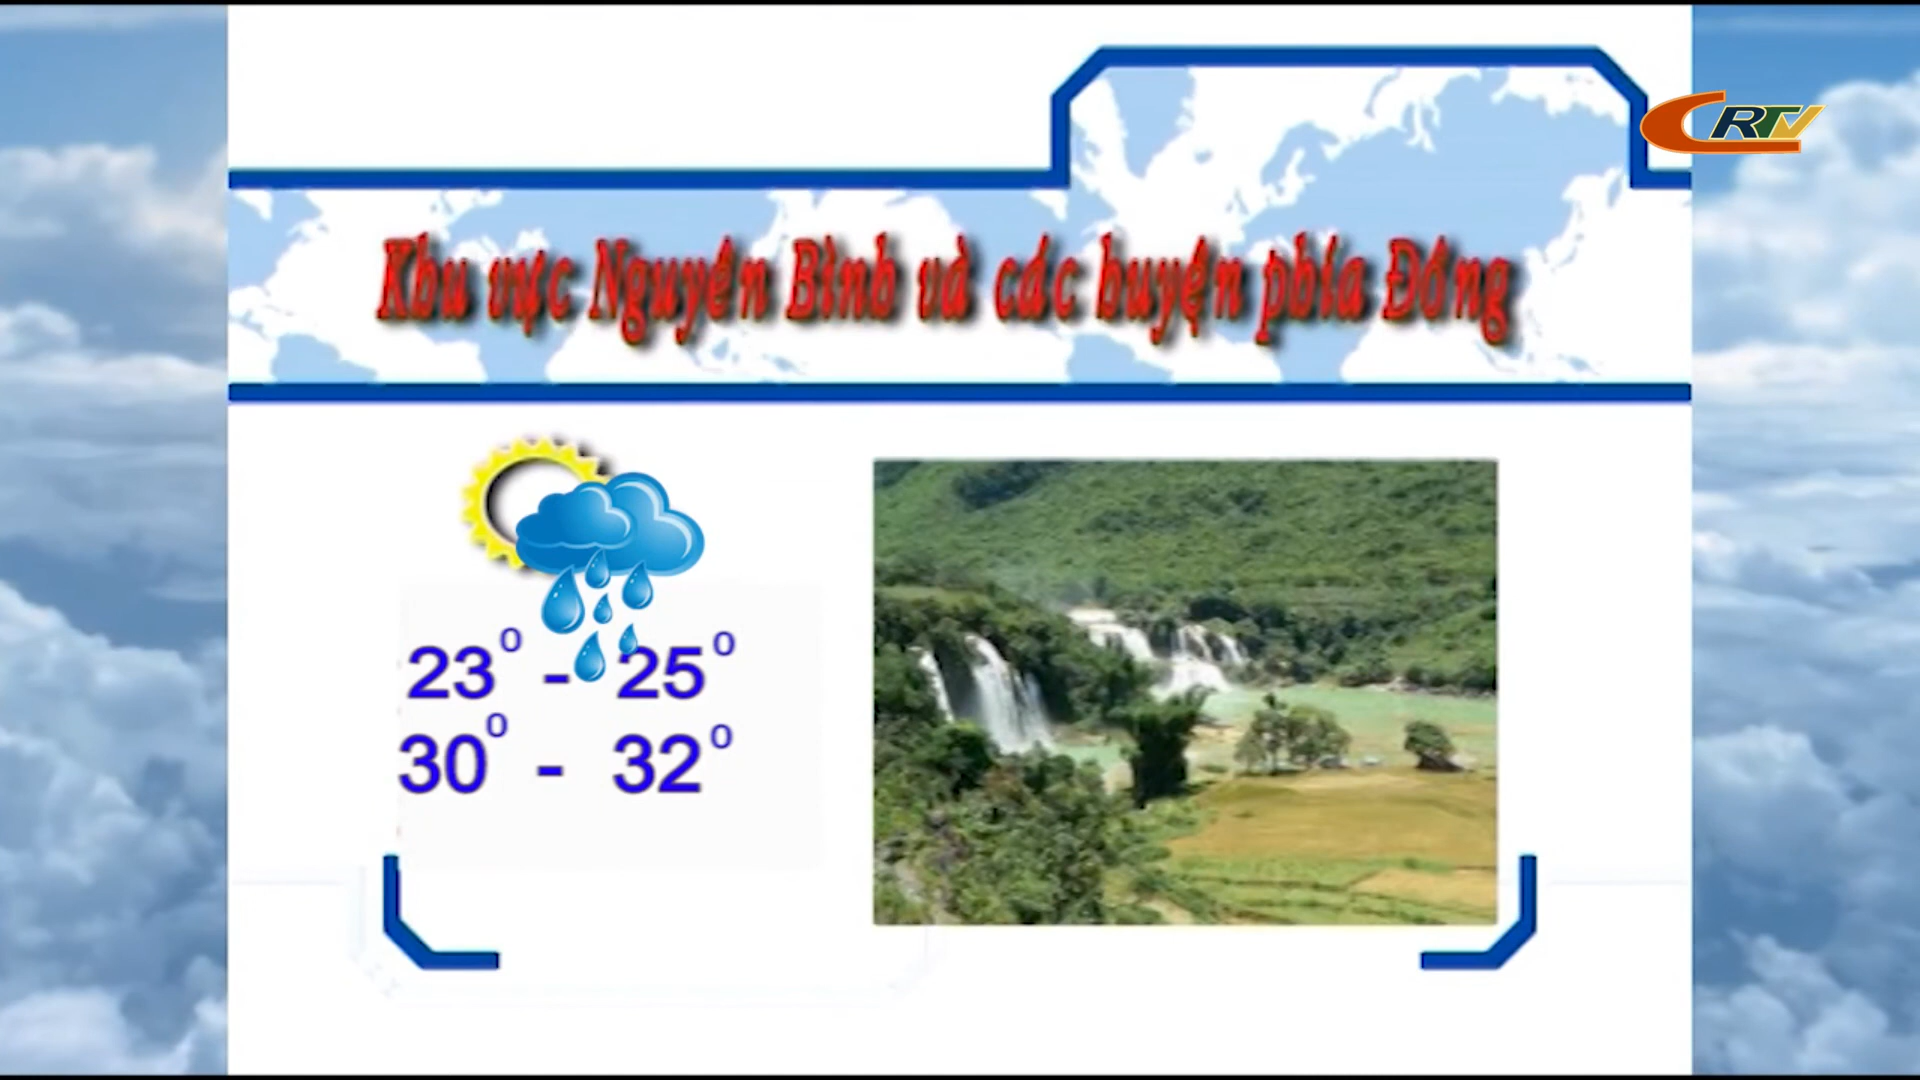 CRTV
Khu vực Nguyên Bình và các huyện phía Đông
23° - 25°
30° - 32°